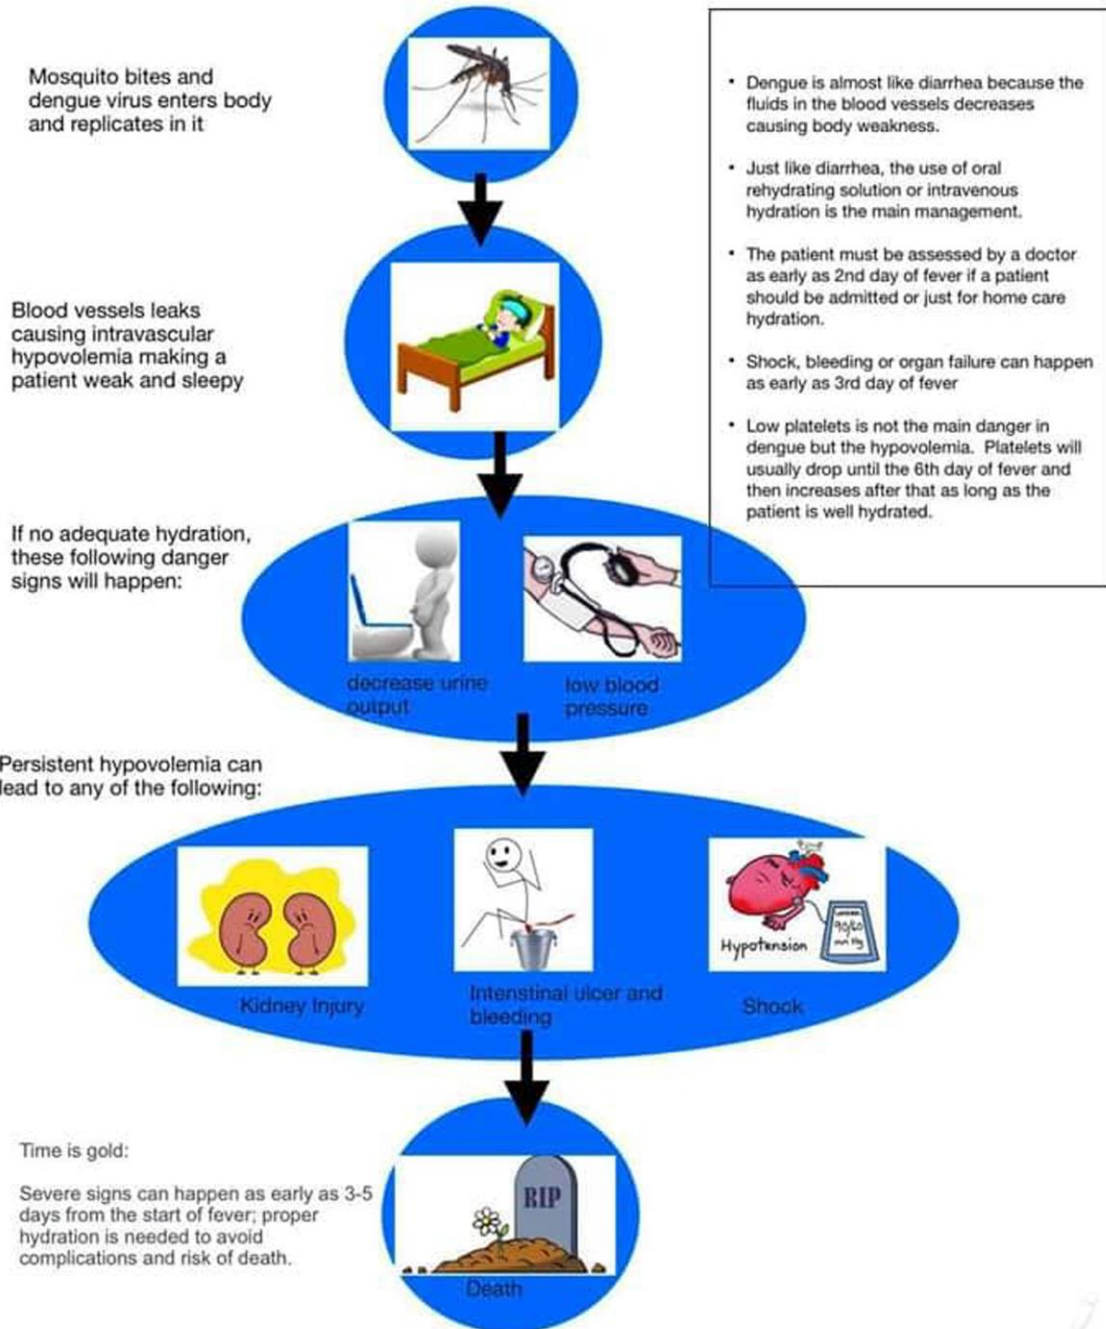 Mosquito bites and
dengue virus enters body
and replicates in it
• Dengue is almost like diarrhea because the
fluids in the blood vessels decreases
causing body weakness.
• Just like diarrhea, the use of oral
rehydrating solution or intravenous
hydration is the main management.
• The patient must be assessed by a doctor
as early as 2nd day of fever if a patient
should be admitted or just for home care
hydration.
• Shock, bleeding or organ failure can happen
as early as 3rd day of fever
• Low platelets is not the main danger in
dengue but the hypovolemia. Platelets will
usually drop until the 6th day of fever and
then increases after that as long as the
patient is well hydrated.
Blood vessels leaks
causing intravascular
hypovolemia making a
patient weak and sleepy
If no adequate hydration,
these following danger
signs will happen:
decrease urine
output
low blood
pressure
Persistent hypovolemia can
lead to any of the following:
Hypotension
90/60
mm Hg
Kidney Injury
Intenstinal ulcer and
bleeding
Shock
Time is gold:
Severe signs can happen as early as 3-5
days from the start of fever; proper
hydration is needed to avoid
complications and risk of death.
RIP
Death